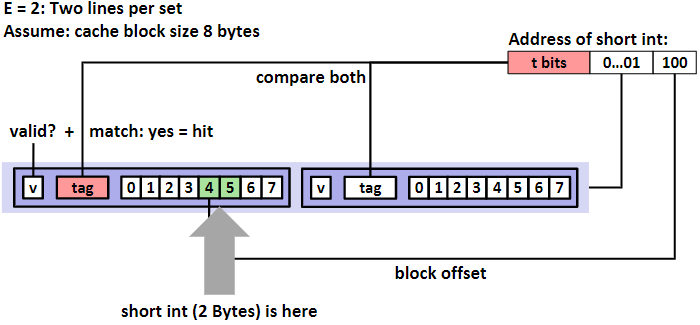 E = 2: Two lines per set
Assume: cache block size 8 bytes
Address of short int:
t bits 0...01 100
compare both
valid? + match: yes = hit
v tag 0 1 2 3 4 5 6 7 v tag 0 1 2 3 4 5 6 7
block offset
short int (2 Bytes) is here